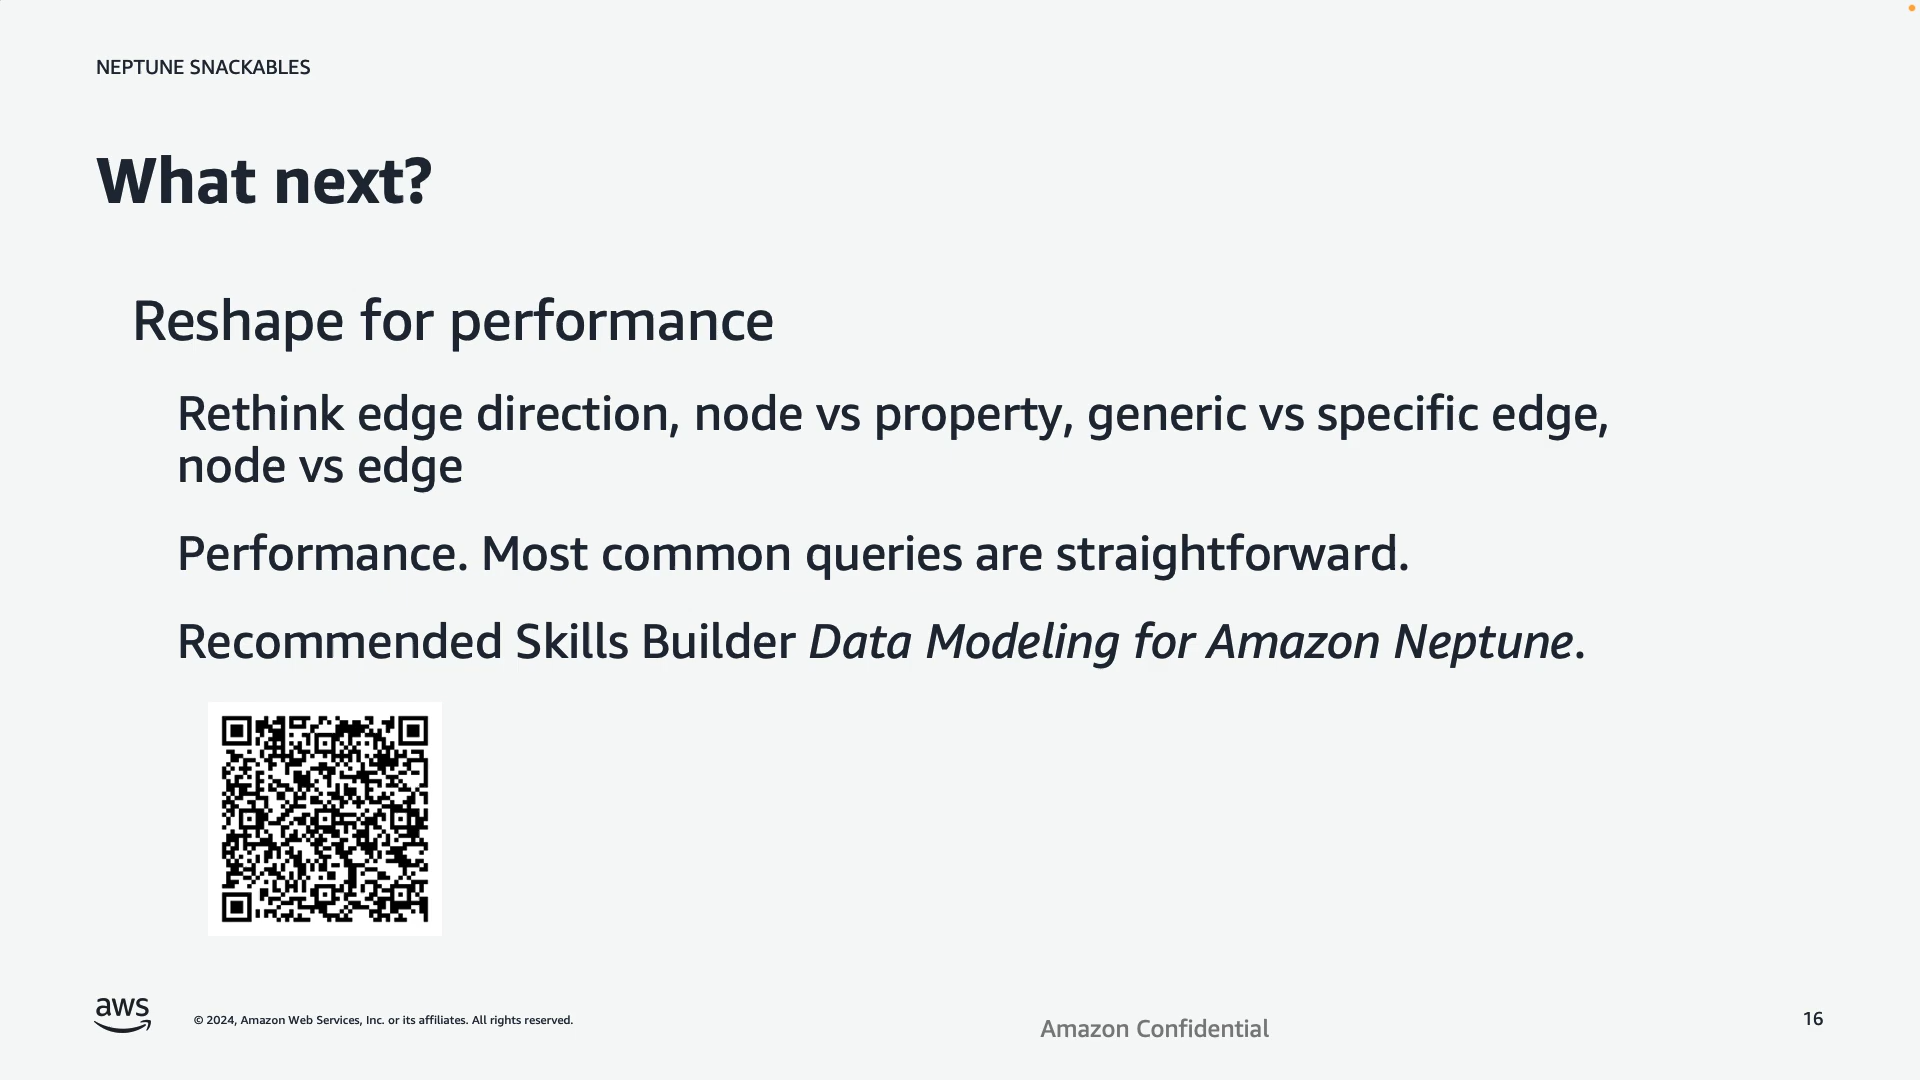 NEPTUNE SNACKABLES
What next?
Reshape for performance
Rethink edge direction, node vs property, generic vs specific edge,
node vs edge
Performance. Most common queries are straightforward.
Recommended Skills Builder Data Modeling for Amazon Neptune.
aws
© 2024, Amazon Web Services, Inc. or its affiliates. All rights reserved.
Amazon Confidential
16